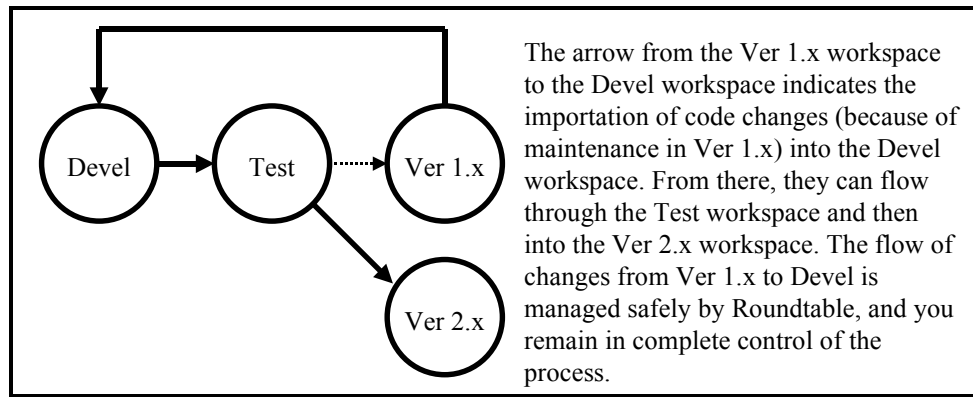 Devel
Test
Ver 1.x
Ver 2.x
The arrow from the Ver 1.x workspace
to the Devel workspace indicates the
importation of code changes (because of
maintenance in Ver 1.x) into the Devel
workspace. From there, they can flow
through the Test workspace and then
into the Ver 2.x workspace. The flow of
changes from Ver 1.x to Devel is
managed safely by Roundtable, and you
remain in complete control of the
process.